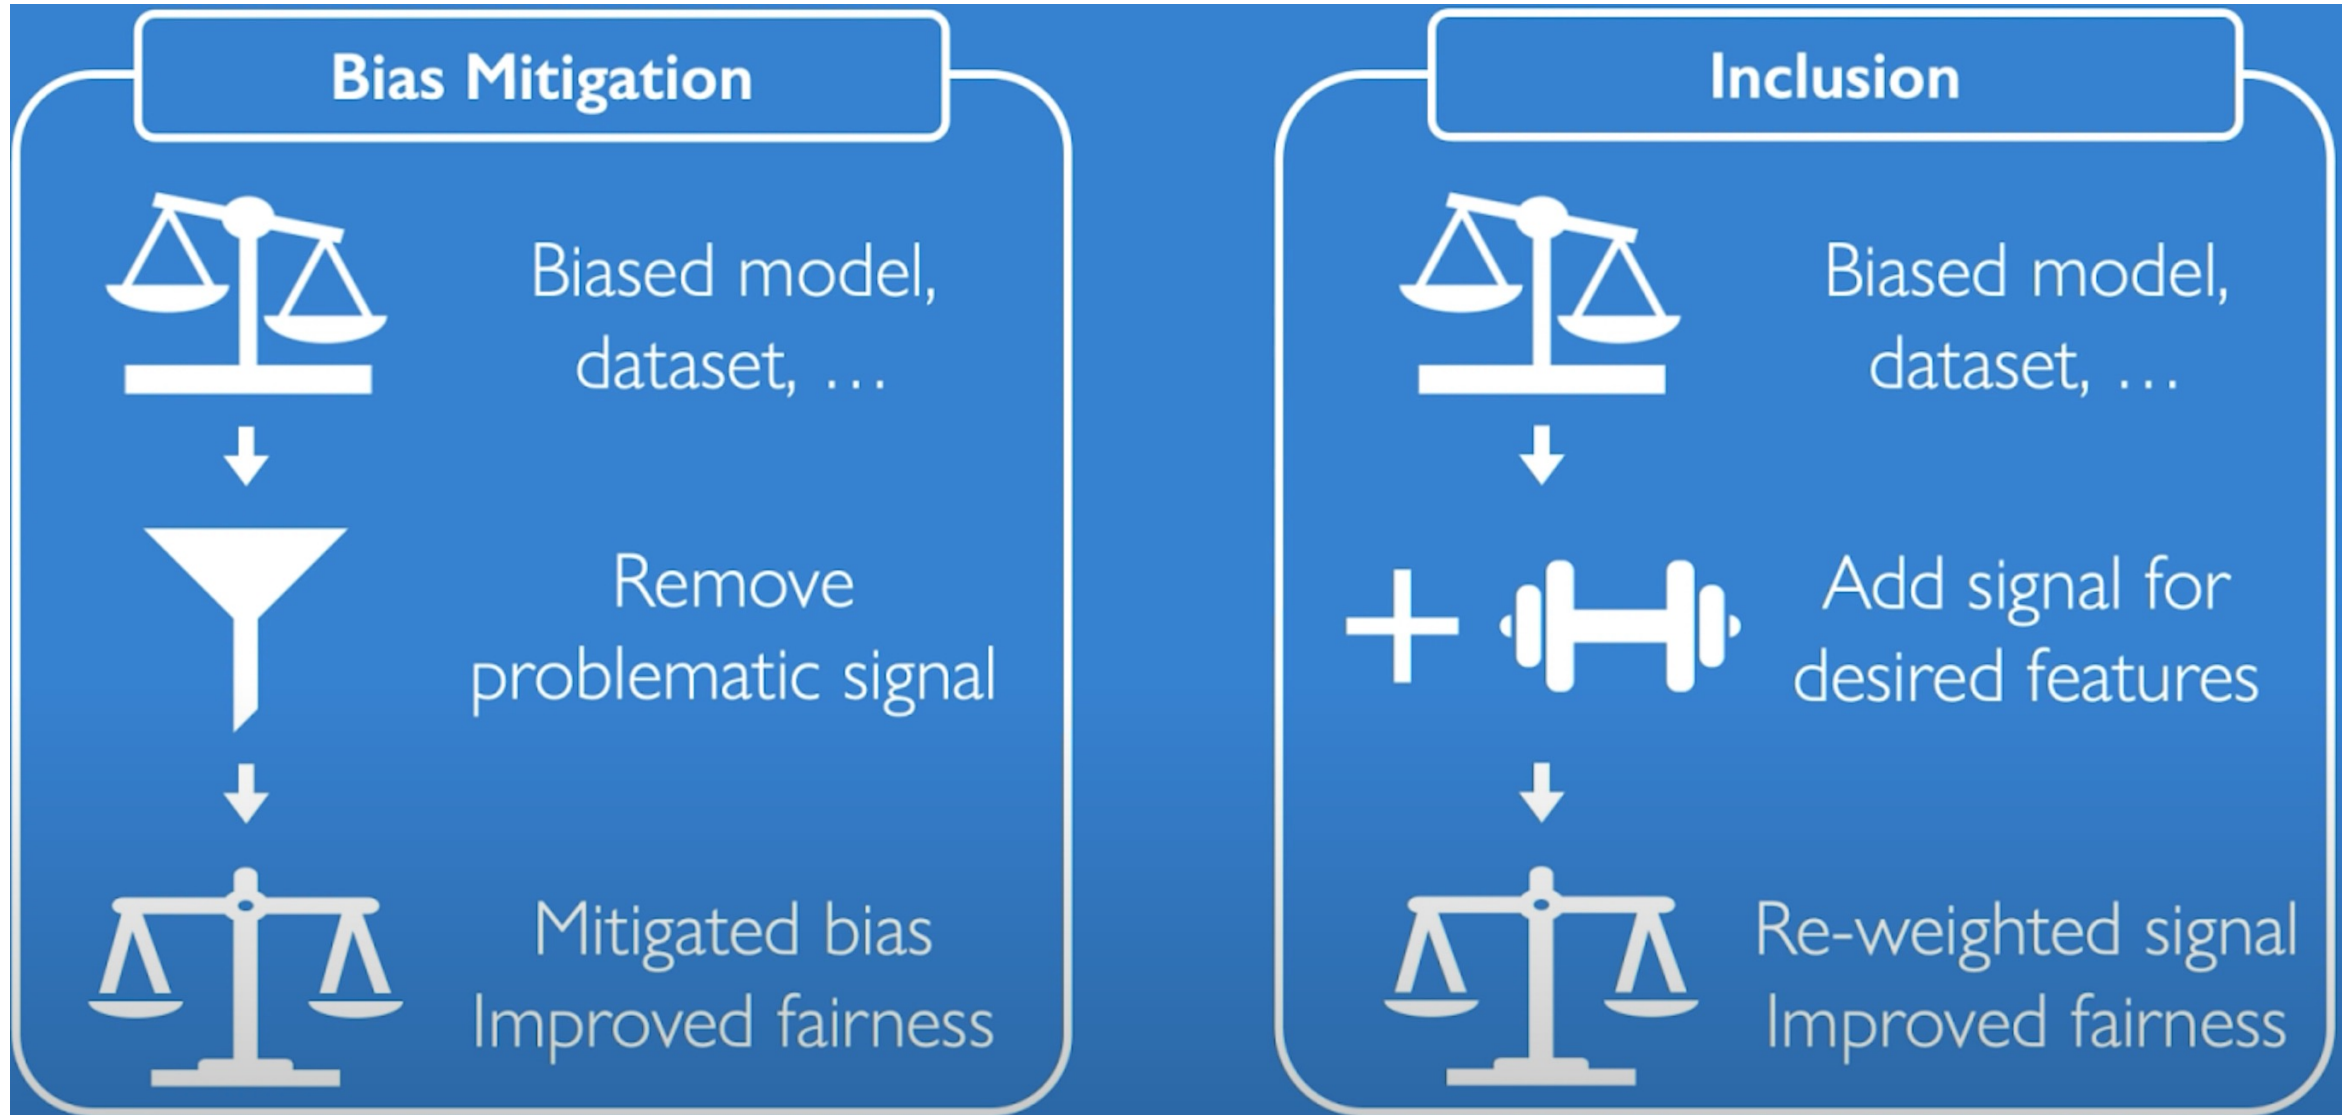 Bias Mitigation
Biased model,
dataset, ...
Remove
problematic signal
Mitigated bias
Improved fairness
Inclusion
Biased model,
dataset, ...
Add signal for
desired features
Re-weighted signal
Improved fairness